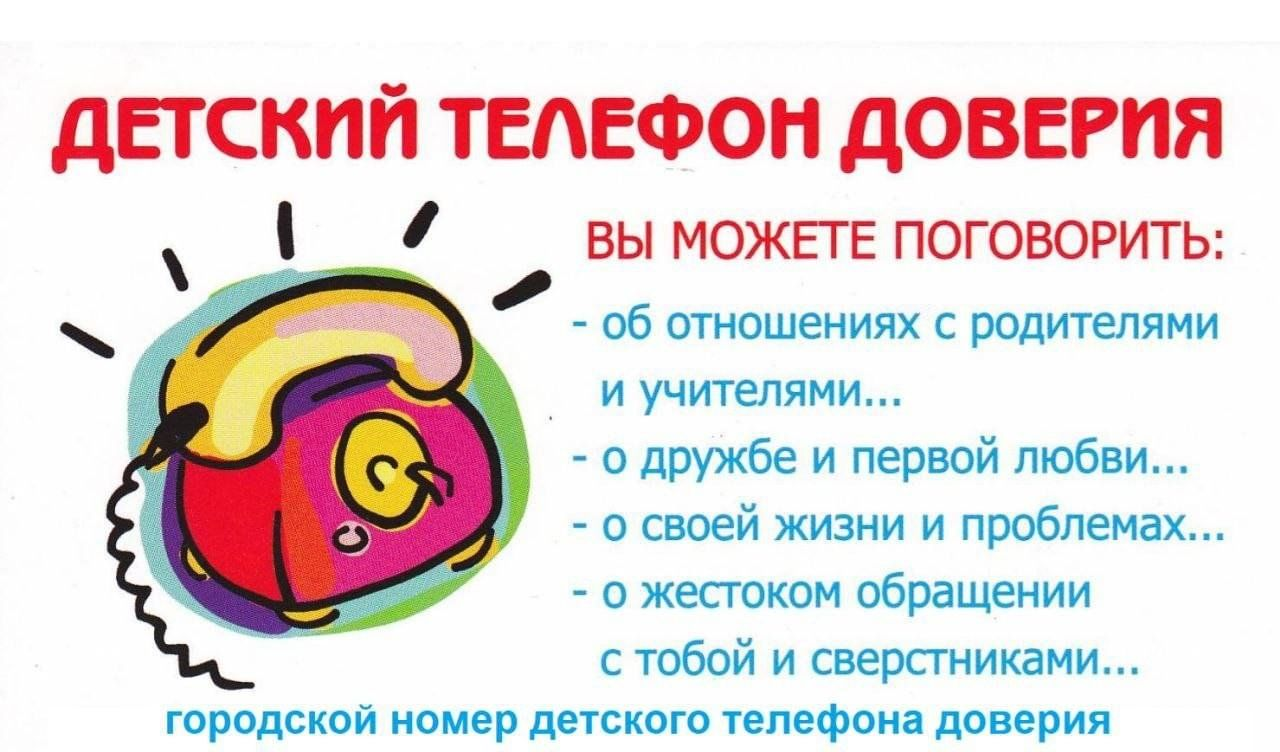 ДЕТСКИЙ ТЕЛЕФОН ДОВЕРИЯ
ВЫ МОЖЕТЕ ПОГОВОРИТЬ:
- об отношениях с родителями
и учителями...
- о дружбе и первой любви...
- о своей жизни и проблемах...
- о жестоком обращении
с тобой и сверстниками...
городской номер детского телефона доверия